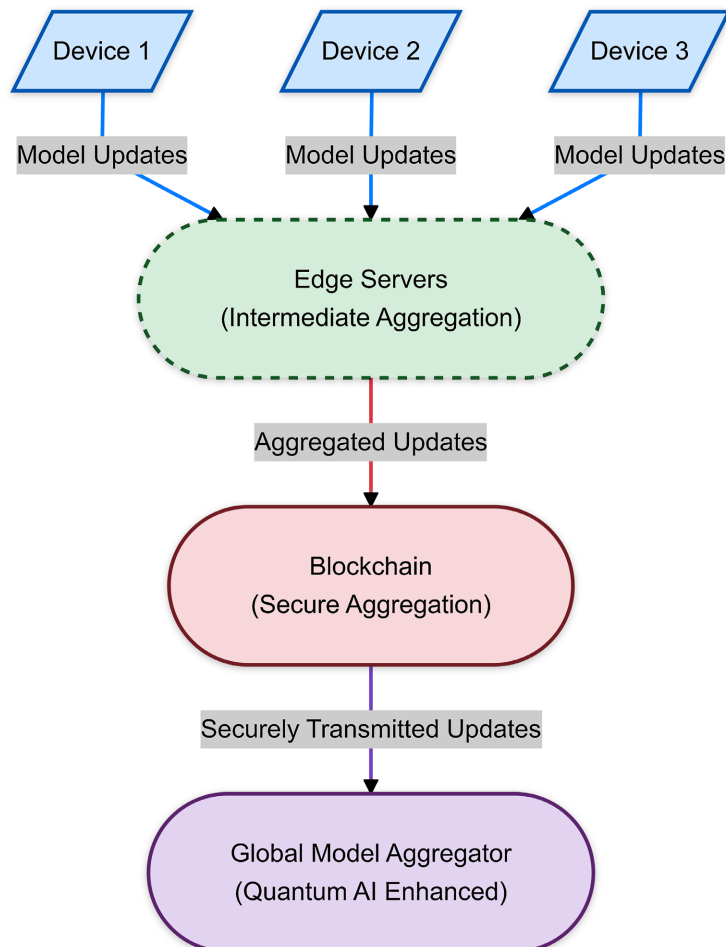 Device 1
Device 2
Device 3
Model Updates
Model Updates
Model Updates
Edge Servers
(Intermediate Aggregation)
Aggregated Updates
Blockchain
(Secure Aggregation)
Securely Transmitted Updates
Global Model Aggregator
(Quantum AI Enhanced)